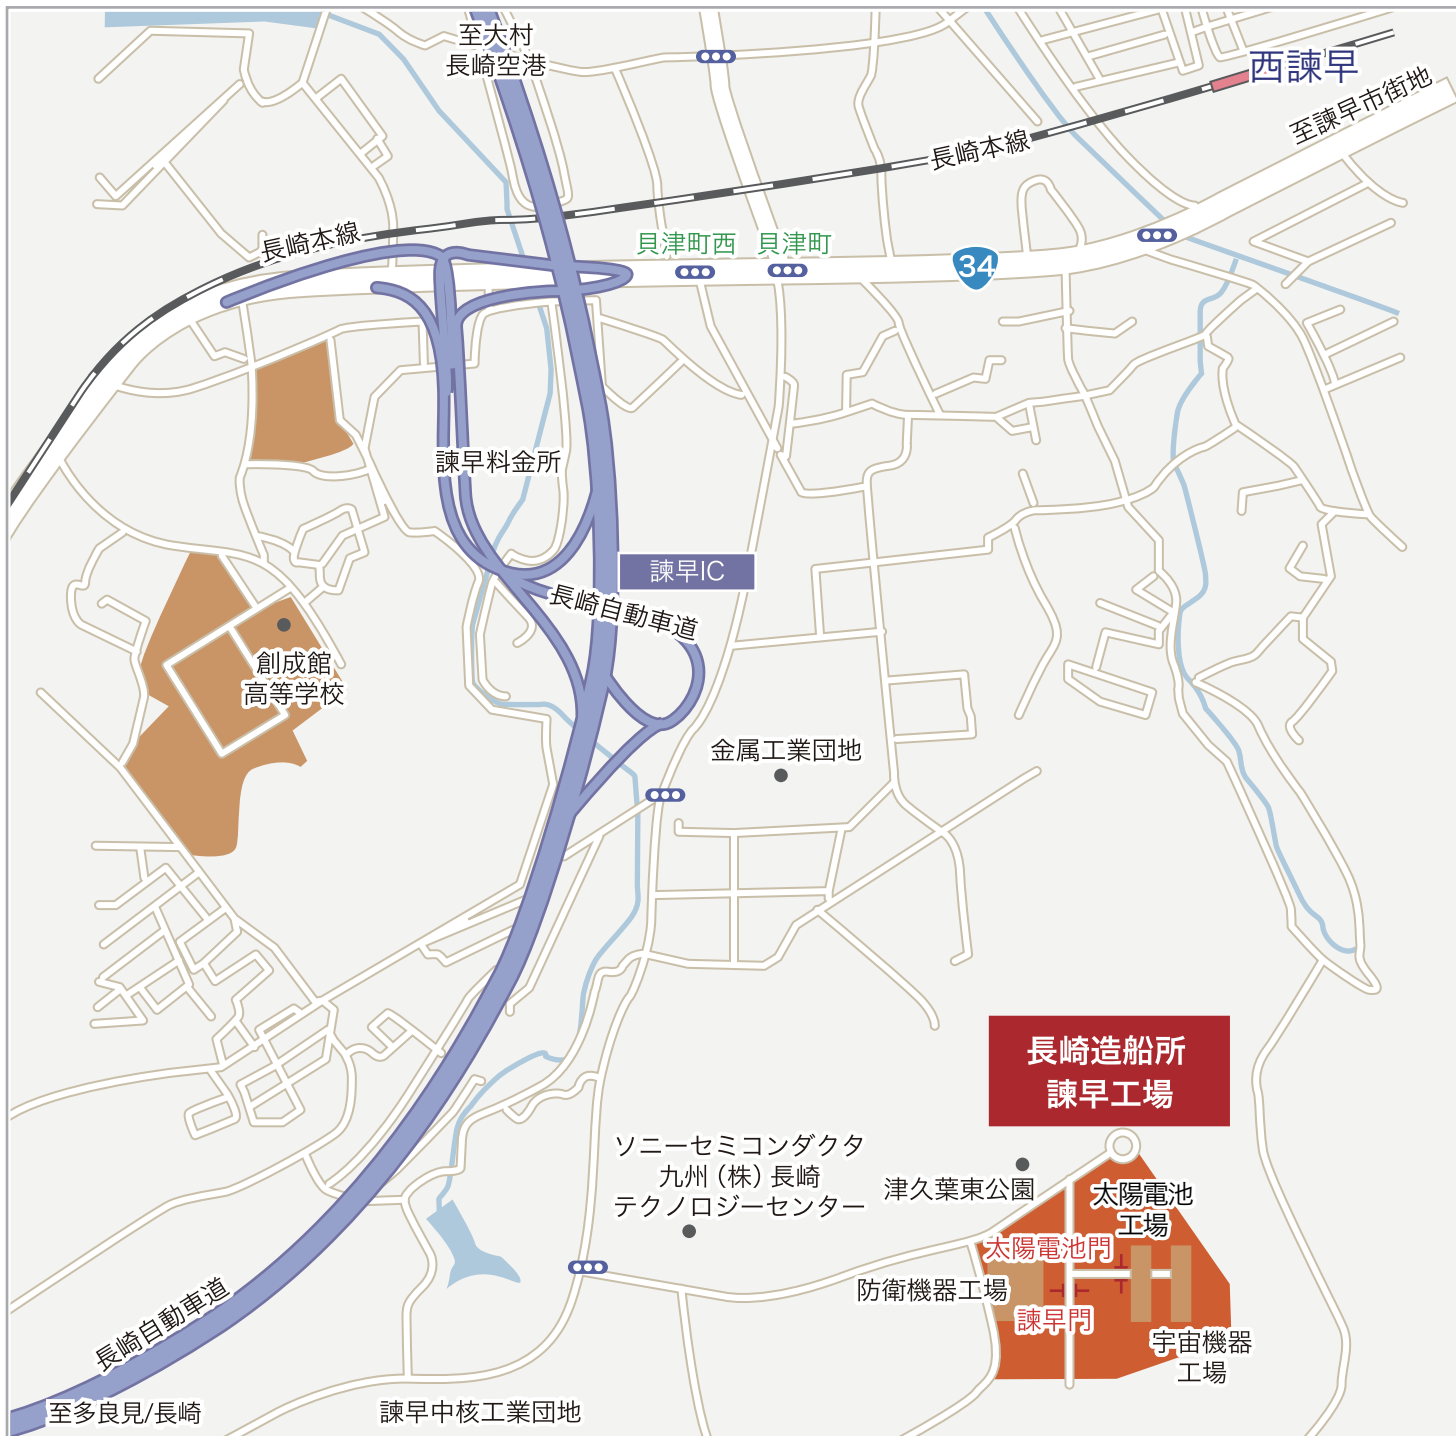 至大村
長崎空港
西諫早
至諫早市街地
長崎本線
長崎本線
貝津町西
貝津町
34
諫早料金所
諫早IC
長崎自動車道
創成館
高等学校
金属工業団地
長崎造船所
諫早工場
ソニーセミコンダクタ
九州（株）長崎
テクノロジーセンター
津久葉東公園
太陽電池
工場
太陽電池門
防衛機器工場
諫早門
宇宙機器
工場
長崎自動車道
至多良見/長崎
諫早中核工業団地